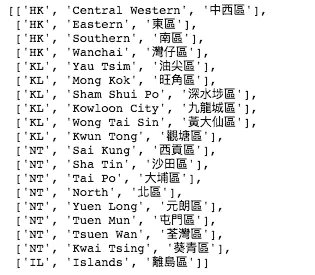 [['HK', 'Central Western', '中西區'],
['HK', 'Eastern', '東區'],
['HK', 'Southern', '南區'],
['HK', 'Wanchai', '灣仔區'],
['KL', 'Yau Tsim', '油尖區'],
['KL', 'Mong Kok', '旺角區'],
['KL', 'Sham Shui Po', '深水埗區'],
['KL', 'Kowloon City', '九龍城區'],
['KL', 'Wong Tai Sin', '黃大仙區'],
['KL', 'Kwun Tong', '觀塘區'],
['NT', 'Sai Kung', '西貢區'],
['NT', 'Sha Tin', '沙田區'],
['NT', 'Tai Po', '大埔區'],
['NT', 'North', '北區'],
['NT', 'Yuen Long', '元朗區'],
['NT', 'Tuen Mun', '屯門區'],
['NT', 'Tsuen Wan', '荃灣區'],
['NT', 'Kwai Tsing', '葵青區'],
['IL', 'Islands', '離島區']]